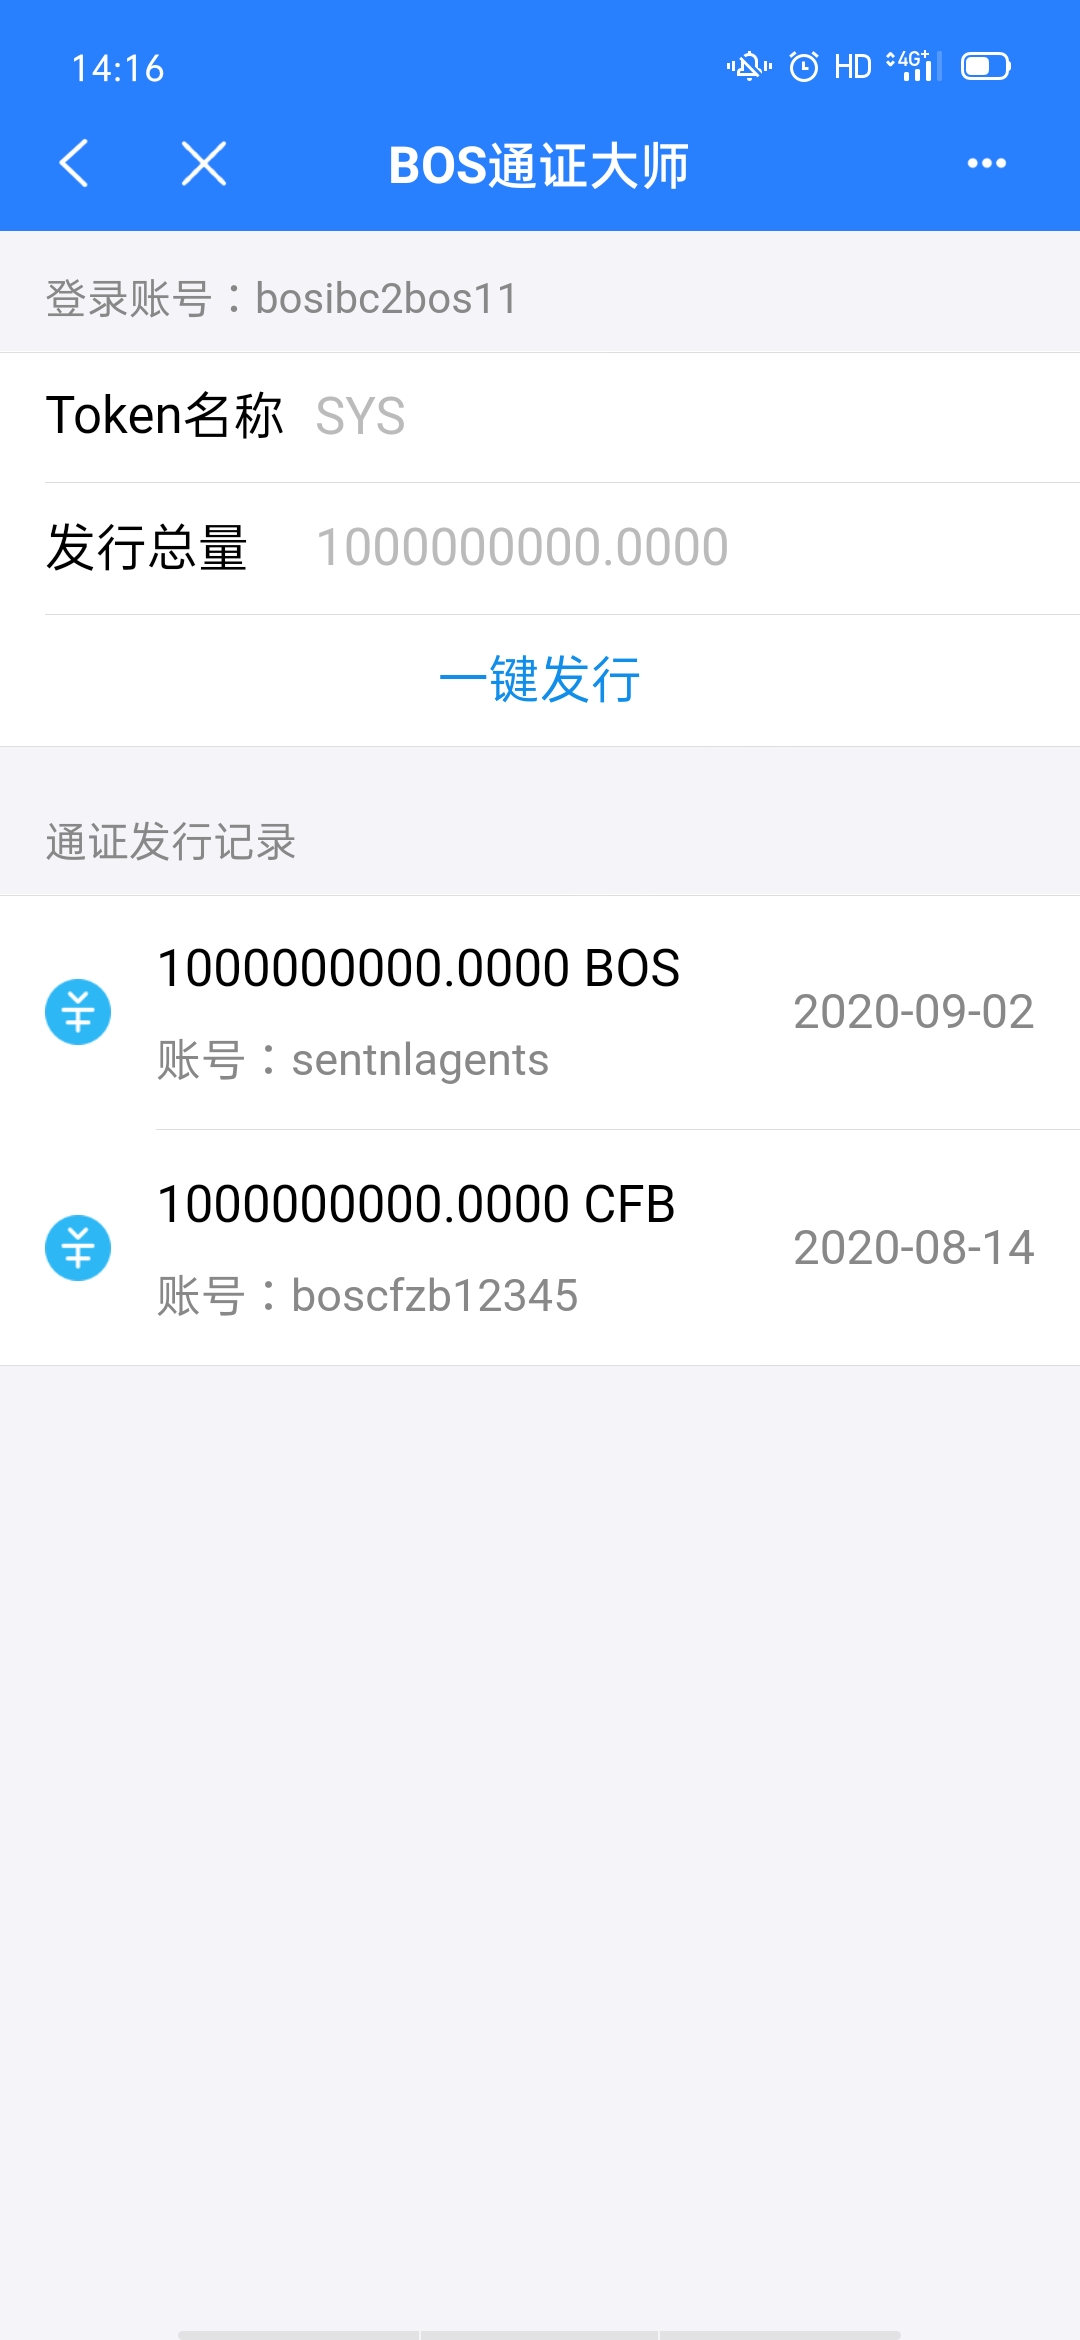 14:16 HD 4G+
BOS通证大师
登录账号：bosibc2bos11
Token名称 SYS
发行总量 1000000000.0000
一键发行
通证发行记录
1000000000.0000 BOS
2020-09-02
账号：sentnlagents
1000000000.0000 CFB
2020-08-14
账号：boscfzb12345